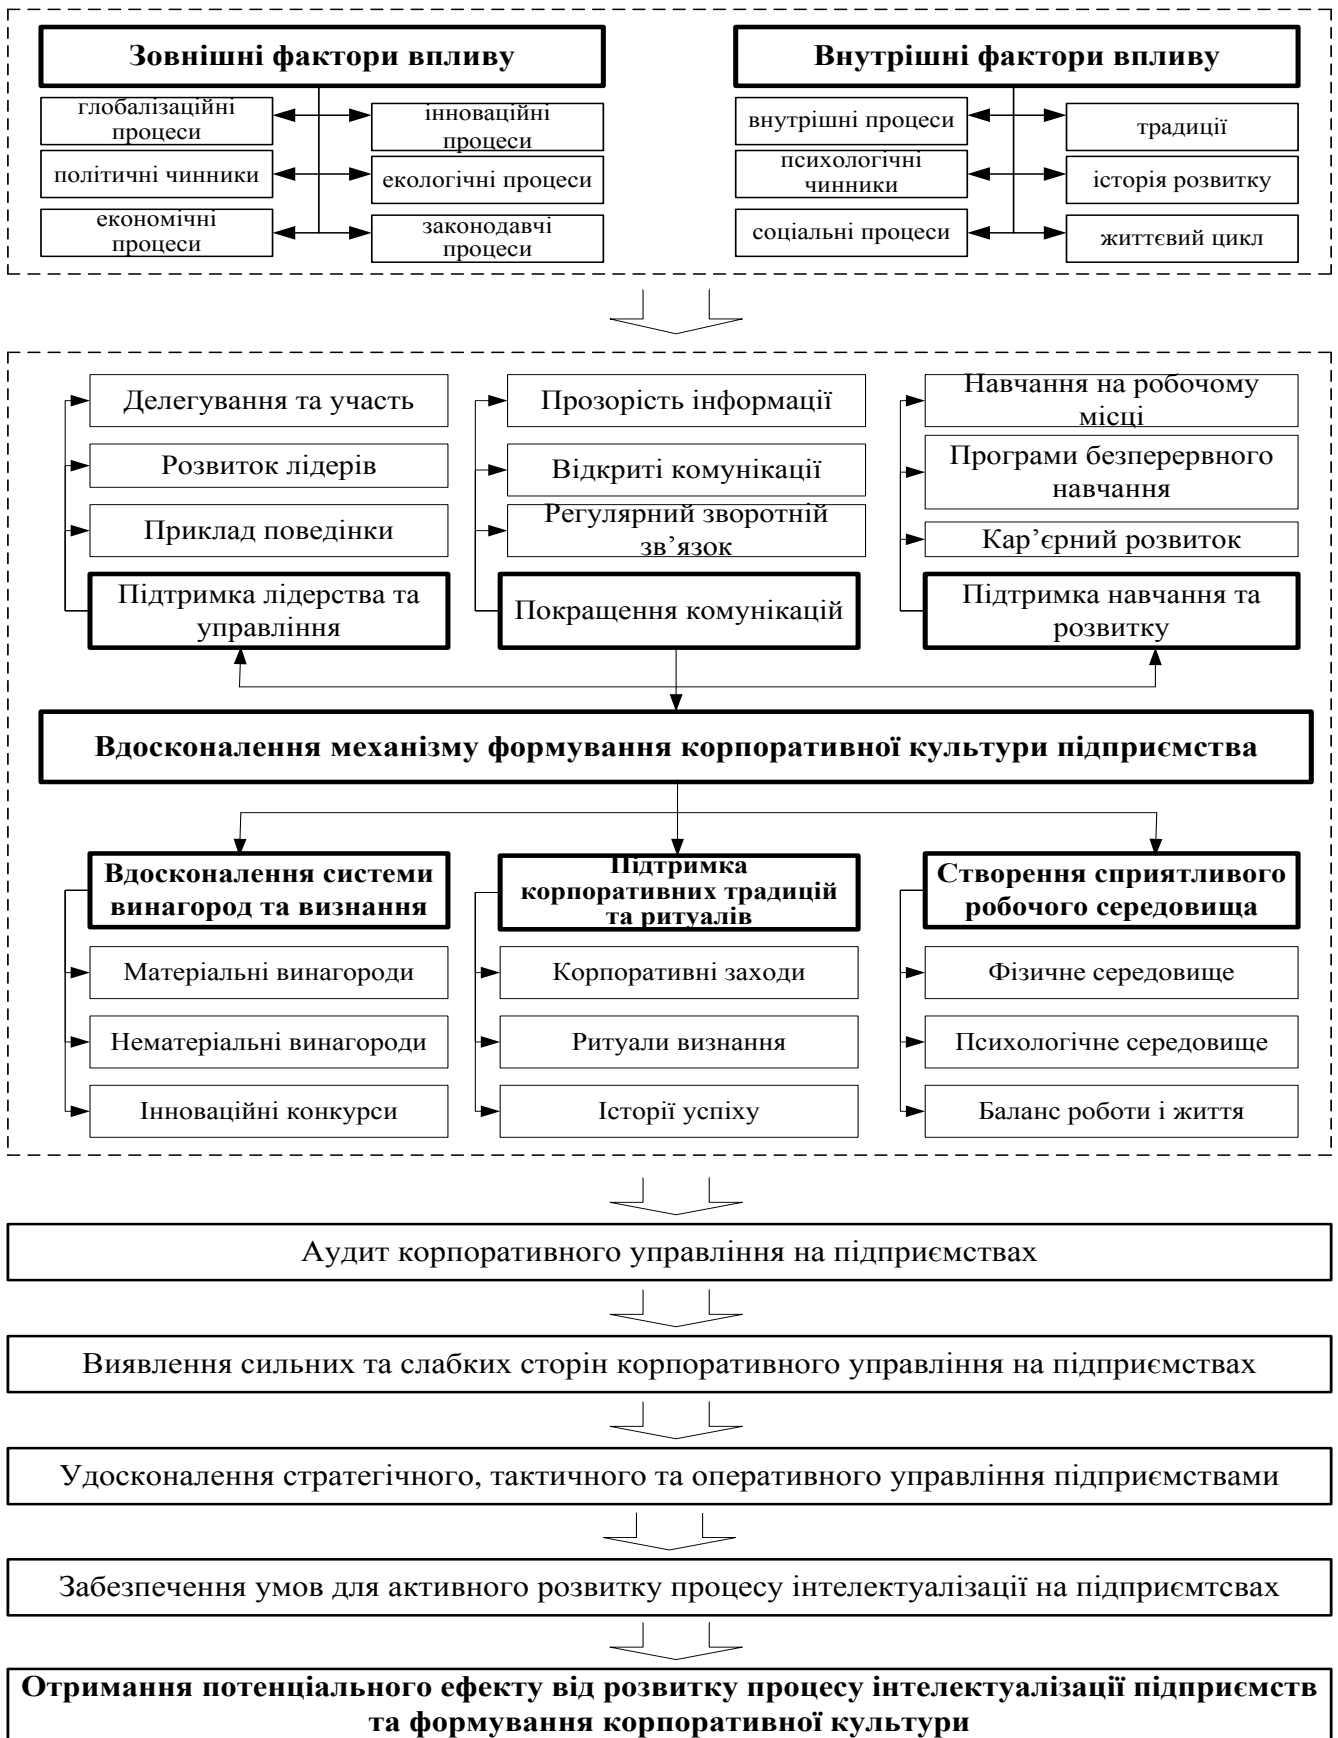 Зовнішні фактори впливу
глобалізаційні
процеси
інноваційні
процеси
політичні чинники
екологічні процеси
економічні
процеси
законодавчі
процеси
Внутрішні фактори впливу
внутрішні процеси
традиції
психологічні
чинники
історія розвитку
соціальні процеси
життєвий цикл
Делегування та участь
Розвиток лідерів
Приклад поведінки
Підтримка лідерства та
управління
Прозорість інформації
Відкриті комунікації
Регулярний зворотній
зв’язок
Покращення комунікацій
Навчання на робочому
місці
Програми безперервного
навчання
Кар’єрний розвиток
Підтримка навчання та
розвитку
Вдосконалення механізму формування корпоративної культури підприємства
Вдосконалення системи
винагород та визнання
Матеріальні винагороди
Нематеріальні винагороди
Інноваційні конкурси
Підтримка
корпоративних традицій
та ритуалів
Корпоративні заходи
Ритуали визнання
Історії успіху
Створення сприятливого
робочого середовища
Фізичне середовище
Психологічне середовище
Баланс роботи і життя
Аудит корпоративного управління на підприємствах
Виявлення сильних та слабких сторін корпоративного управління на підприємствах
Удосконалення стратегічного, тактичного та оперативного управління підприємствами
Забезпечення умов для активного розвитку процесу інтелектуалізації на підприємтсвах
Отримання потенціального ефекту від розвитку процесу інтелектуалізації підприємств
та формування корпоративної культури